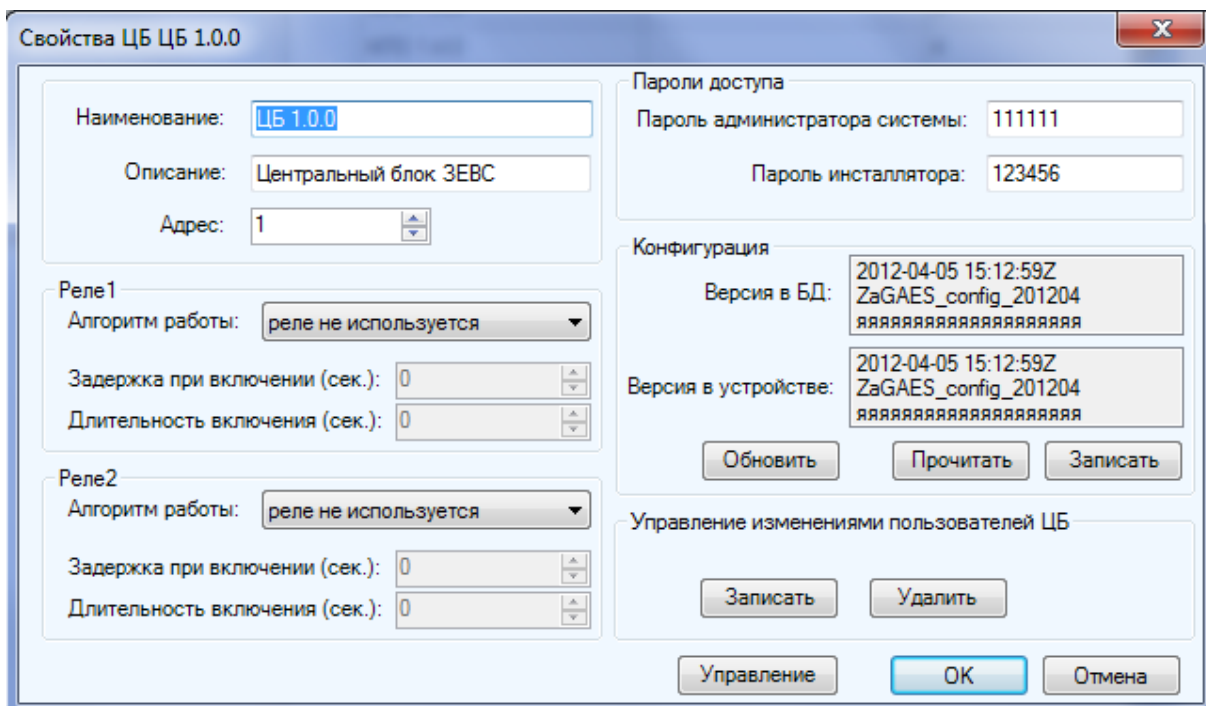 Свойства ЦБ ЦБ 1.0.0
Наименование: ЦБ 1.0.0
Описание: Центральный блок ЗЕВС
Адрес: 1
Реле1
Алгоритм работы: реле не используется
Задержка при включении (сек.): 0
Длительность включения (сек.): 0
Реле2
Алгоритм работы: реле не используется
Задержка при включении (сек.): 0
Длительность включения (сек.): 0
Пароли доступа
Пароль администратора системы: 111111
Пароль инсталлятора: 123456
Конфигурация
Версия в БД:
2012-04-05 15:12:59Z
ZaGAES_config_201204
яяяяяяяяяяяяяяяяяяяя
Версия в устройстве:
2012-04-05 15:12:59Z
ZaGAES_config_201204
яяяяяяяяяяяяяяяяяяяя
Обновить Прочитать Записать
Управление изменениями пользователей ЦБ
Записать Удалить
Управление OK Отмена